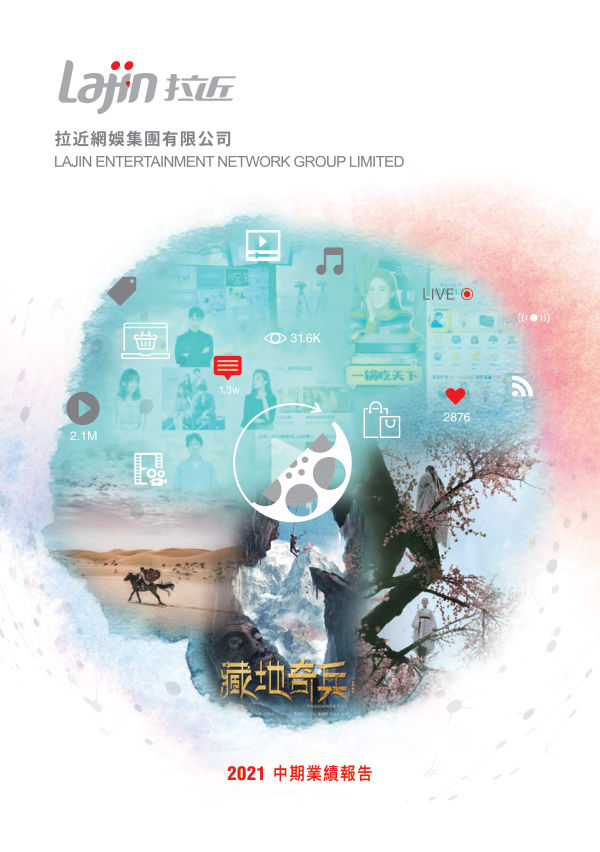 Lajin 拉近
拉近網娛集團有限公司
LAJIN ENTERTAINMENT NETWORK GROUP LIMITED
LIVE
31.6K
一锅吃天下
1.3w
2876
2.1M
藏地奇兵
2021 中期業績報告